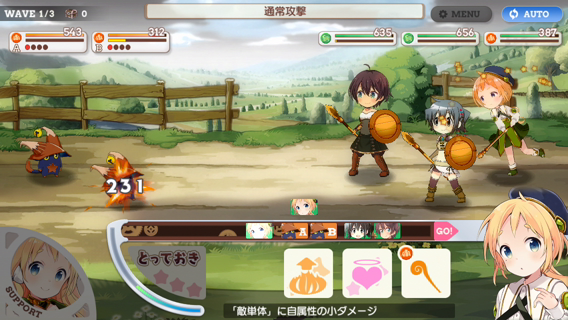 WAVE 1/3 0
通常攻撃
MENU
AUTO
543
A
312
B
635
656
387
231
A B GO!
とっておき
SUPPORT
「敵単体」に自属性の小ダメージ